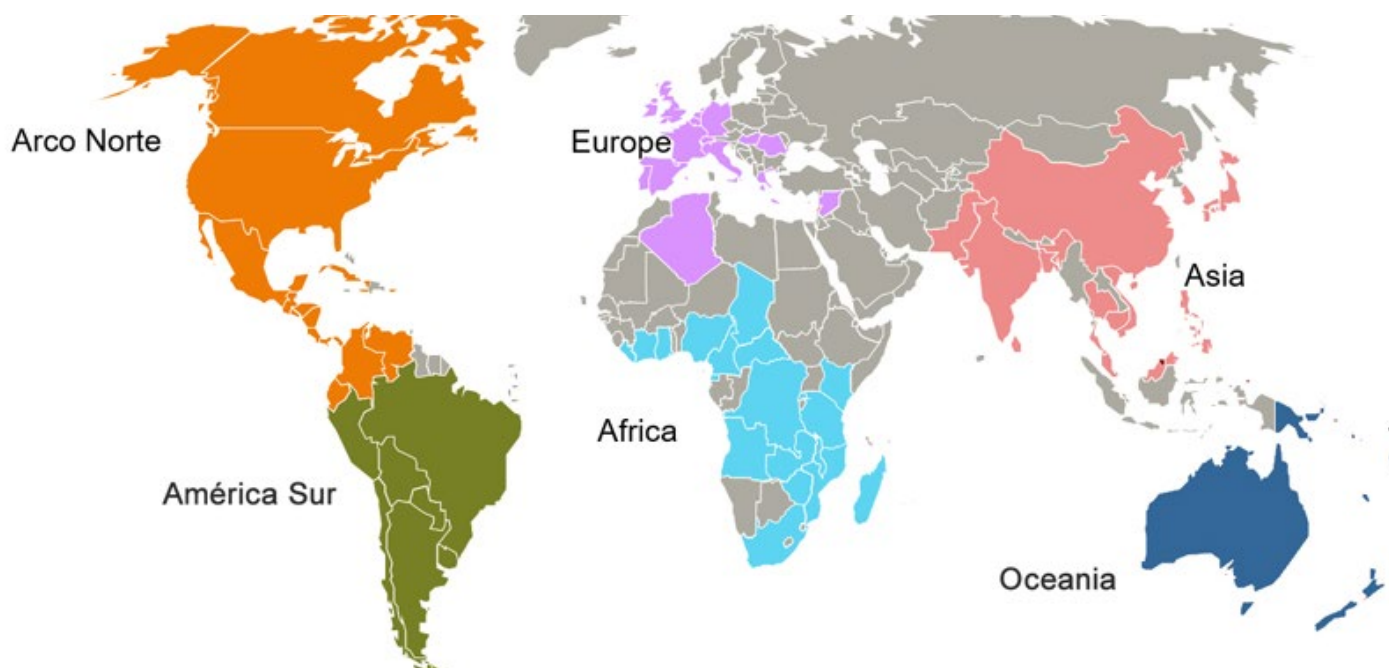 Arco Norte
Europe
Asia
Africa
América Sur
Oceania